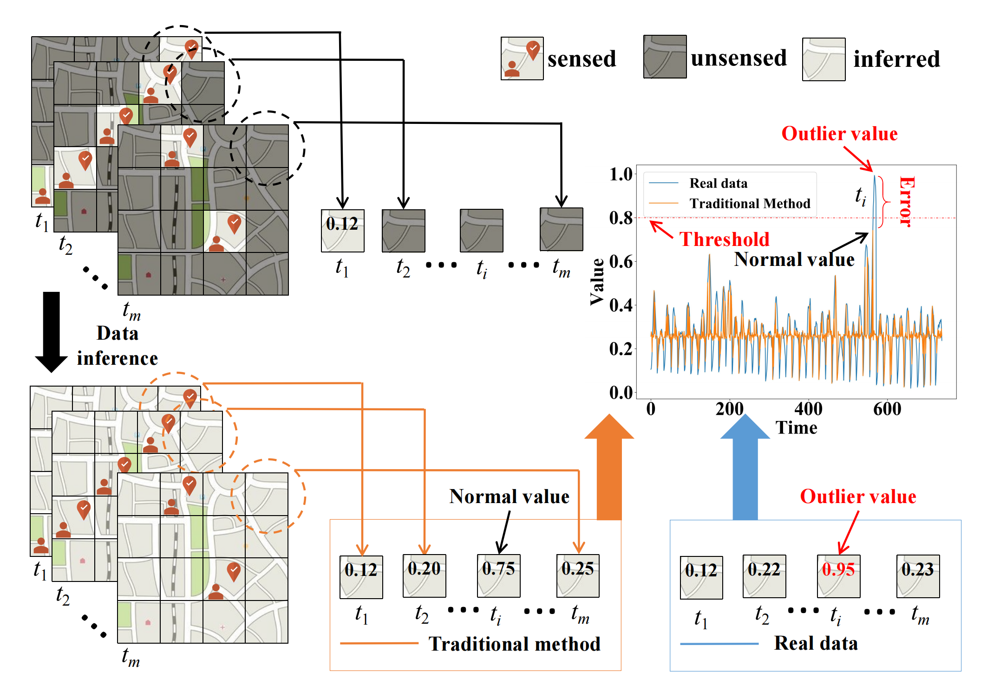 sensed
unsensed
inferred
t1
t2
tm
0.12
t1
t2
ti
tm
Data
inference
Outlier value
Real data
Traditional Method
ti
Error
Threshold
Normal value
Value
1.0
0.8
0.6
0.4
0.2
0.0
0
200
400
600
Time
t1
t2
tm
Normal value
0.12
0.20
0.75
0.25
t1
t2
ti
tm
Traditional method
Outlier value
0.12
0.22
0.95
0.23
t1
t2
ti
tm
Real data